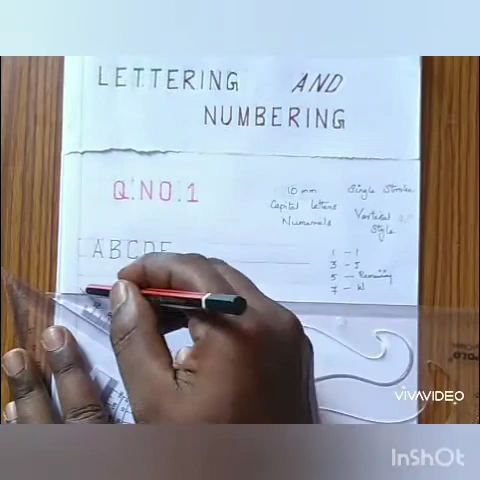 LETTERING AND
NUMBERING
Q.NO.1
10 mm
Capital letters
Numerals
Single Stroke
Vertical
Style
1 - I
3 - J
5 - Remaining
7 - W
ABCDE
VIVAVIDEO
InShOt